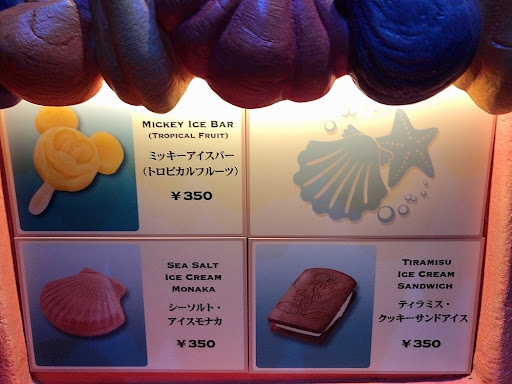 MICKEY ICE BAR
(TROPICAL FRUIT)
ミッキーアイスバー
(トロピカルフルーツ)
¥350
SEA SALT
ICE CREAM
MONAKA
シーソルト・
アイスモナカ
¥350
TIRAMISU
ICE CREAM
SANDWICH
ティラミス・
クッキーサンドアイス
¥350